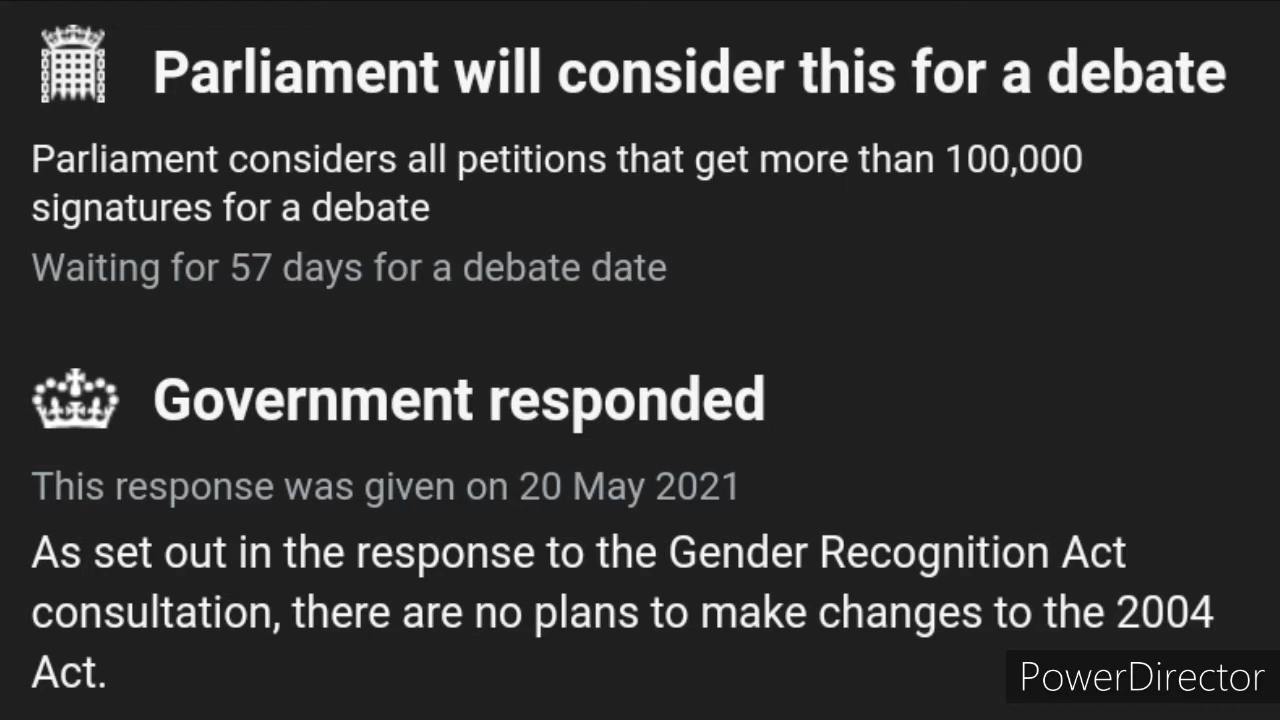 Parliament will consider this for a debate
Parliament considers all petitions that get more than 100,000
signatures for a debate
Waiting for 57 days for a debate date
Government responded
This response was given on 20 May 2021
As set out in the response to the Gender Recognition Act
consultation, there are no plans to make changes to the 2004
Act.
PowerDirector